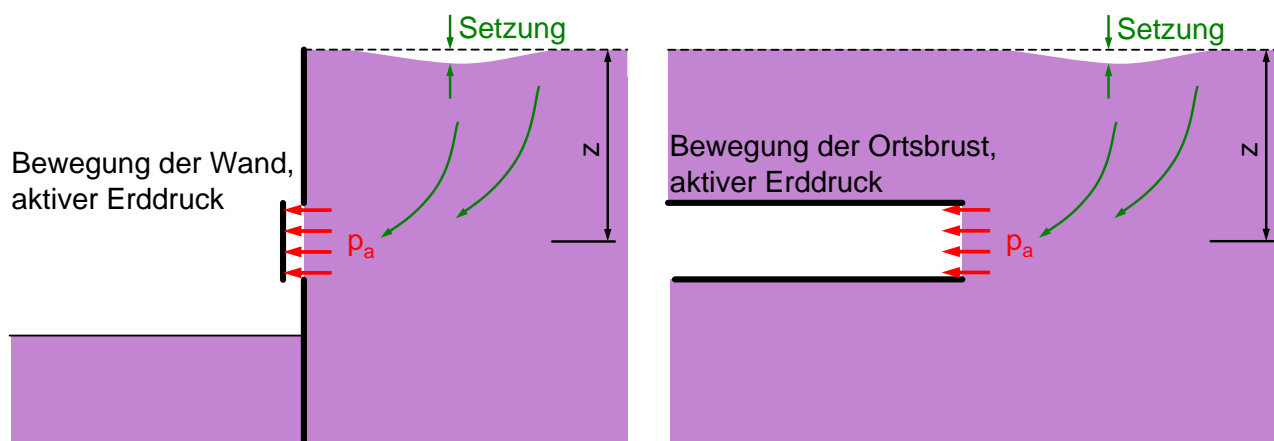 Setzung
Bewegung der Wand,
aktiver Erddruck
pa
z
Setzung
Bewegung der Ortsbrust,
aktiver Erddruck
pa
z